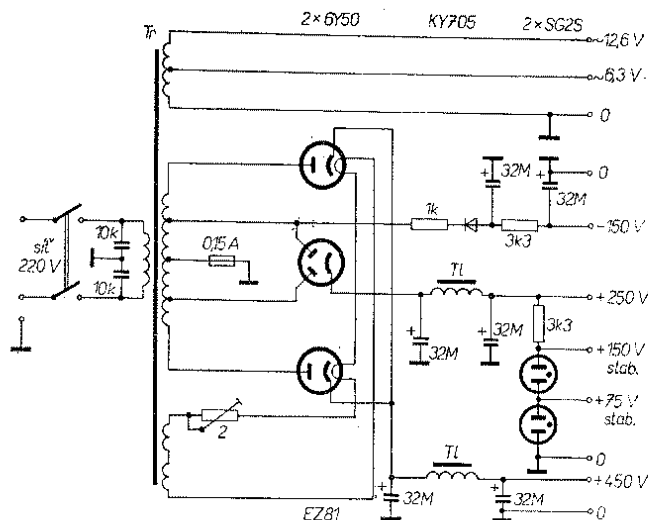 2×6Y50 KY705 2×SG2S
Tr
~12,6 V
~6,3 V
0
+ 32M
+ 32M
0
1k
3k3
-150 V
síť
220 V
10k
10k
0,15 A
Tl
+250 V
+ 32M
+ 32M
3k3
+150 V
stab.
+75 V
stab.
0
2
Tl
+450 V
+ 32M
+ 32M
0
EZ81